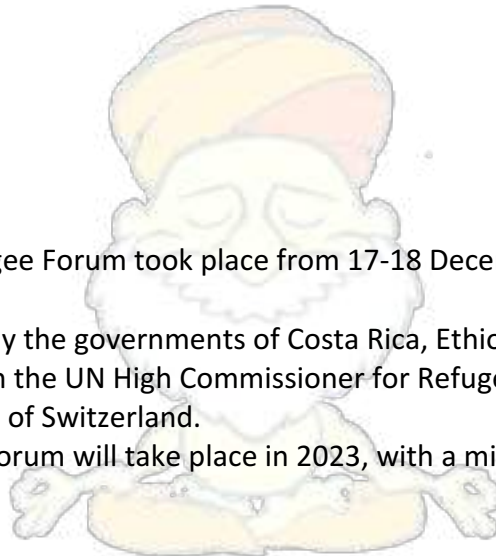 gee Forum took place from 17-18 Dece
y the governments of Costa Rica, Ethio
n the UN High Commissioner for Refuge
of Switzerland.
orum will take place in 2023, with a mi